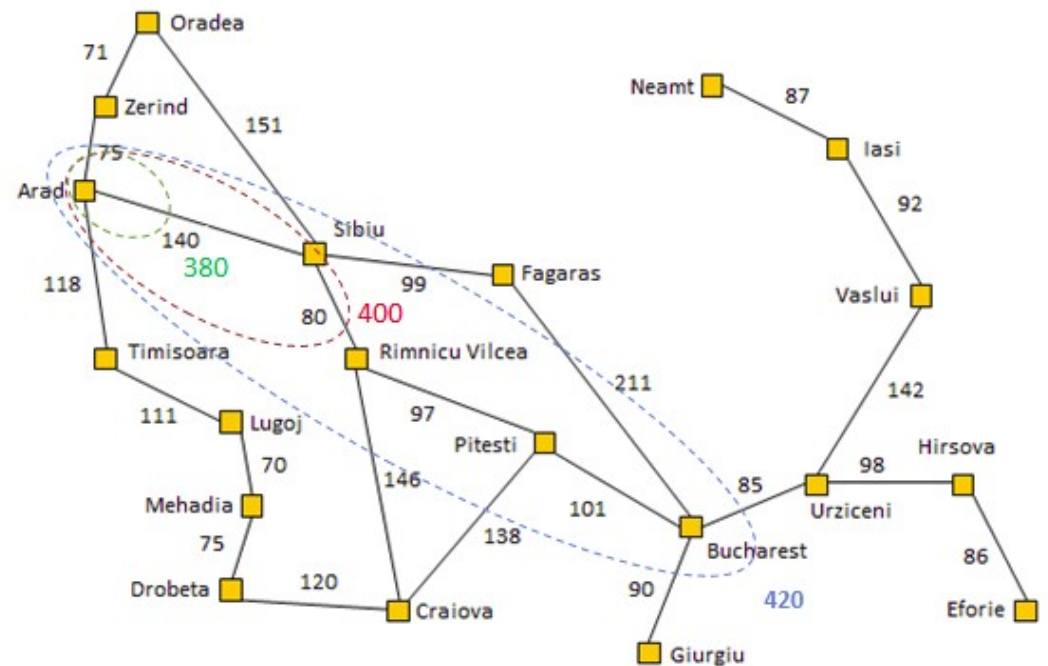 Oradea
71
Neamt
87
Zerind
151
Iasi
75
Arad
92
Sibiu
140
380
99
Fagaras
118
Vaslui
80
400
Timisoara
Rimnicu Vilcea
211
142
111
97
Lugoj
Pitesti
Hirsova
70
98
146
85
Mehadia
101
Urziceni
138
Bucharest
75
86
Drobeta
120
90
420
Craiova
Eforie
Giurgiu